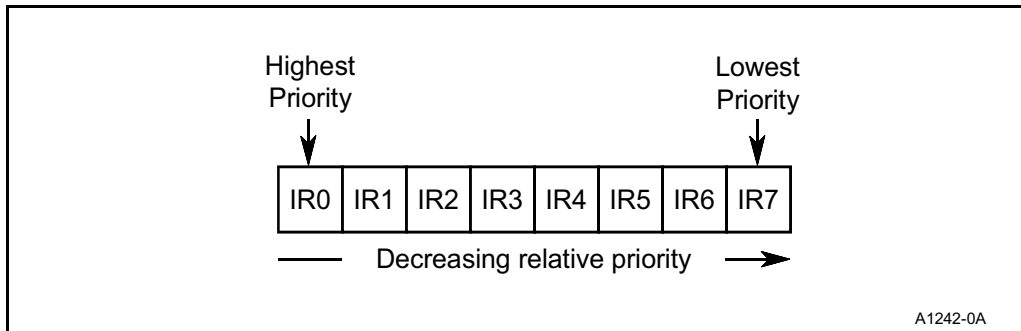 Highest
Priority
Lowest
Priority
IR0 IR1 IR2 IR3 IR4 IR5 IR6 IR7
Decreasing relative priority
A1242-0A